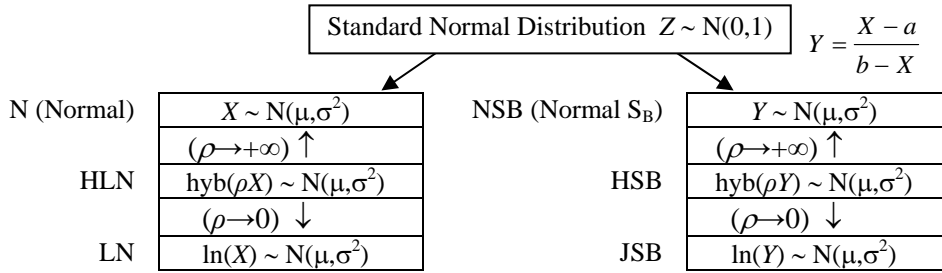 Standard Normal Distribution Z ~ N(0,1)
Y = (X − a) / (b − X)
N (Normal) X ~ N(μ,σ²) NSB (Normal S_B) Y ~ N(μ,σ²)
(ρ→+∞) ↑ (ρ→+∞) ↑
HLN hyb(ρX) ~ N(μ,σ²) HSB hyb(ρY) ~ N(μ,σ²)
(ρ→0) ↓ (ρ→0) ↓
LN ln(X) ~ N(μ,σ²) JSB ln(Y) ~ N(μ,σ²)